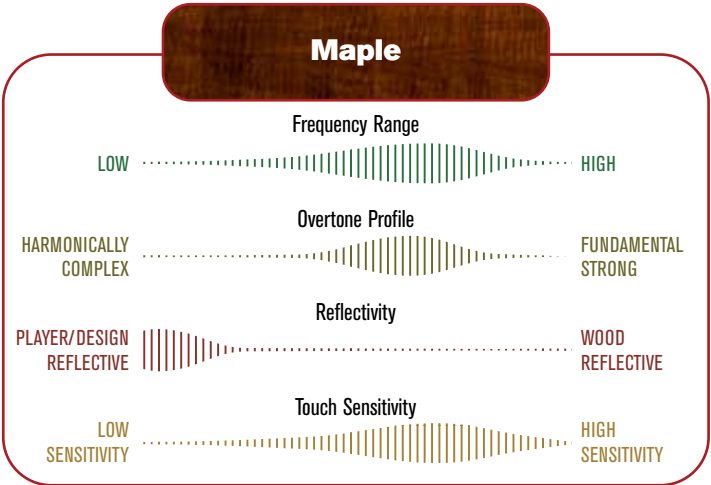 Maple
Frequency Range
LOW
HIGH
Overtone Profile
HARMONICALLY
COMPLEX
FUNDAMENTAL
STRONG
Reflectivity
PLAYER/DESIGN
REFLECTIVE
WOOD
REFLECTIVE
Touch Sensitivity
LOW
SENSITIVITY
HIGH
SENSITIVITY